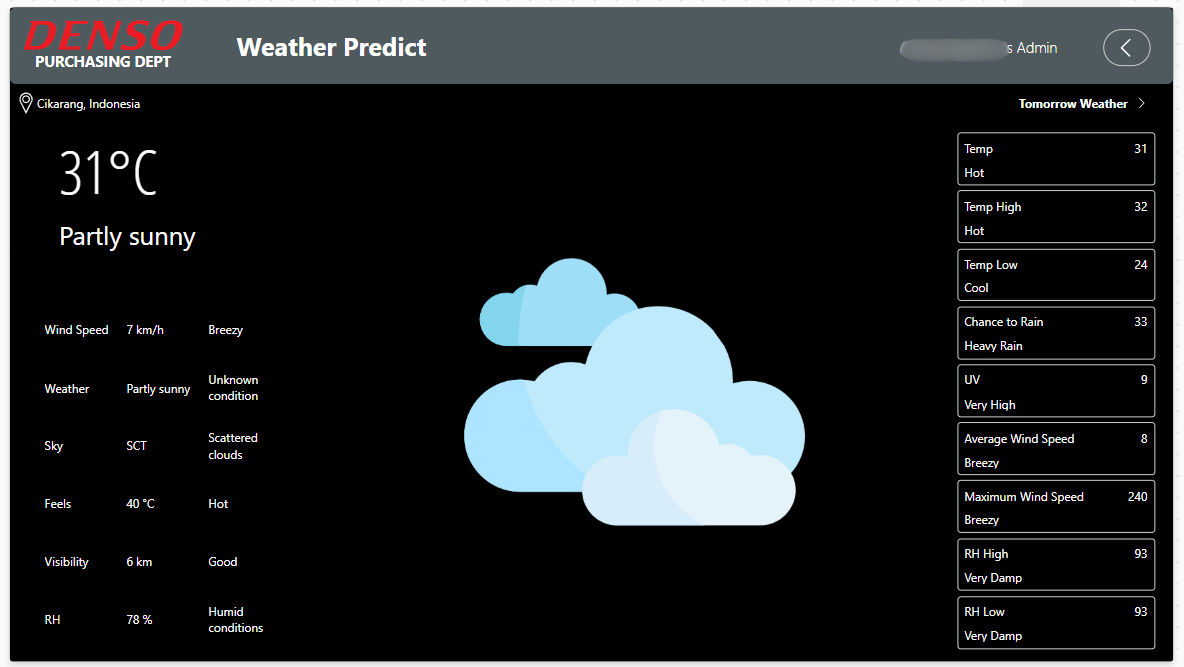 DENSO
PURCHASING DEPT
Weather Predict
s Admin
Cikarang, Indonesia
Tomorrow Weather
31°C
Partly sunny
Wind Speed 7 km/h Breezy
Weather Partly sunny Unknown
condition
Sky SCT Scattered
clouds
Feels 40 °C Hot
Visibility 6 km Good
RH 78 % Humid
conditions
Temp 31
Hot
Temp High 32
Hot
Temp Low 24
Cool
Chance to Rain 33
Heavy Rain
UV 9
Very High
Average Wind Speed 8
Breezy
Maximum Wind Speed 240
Breezy
RH High 93
Very Damp
RH Low 93
Very Damp